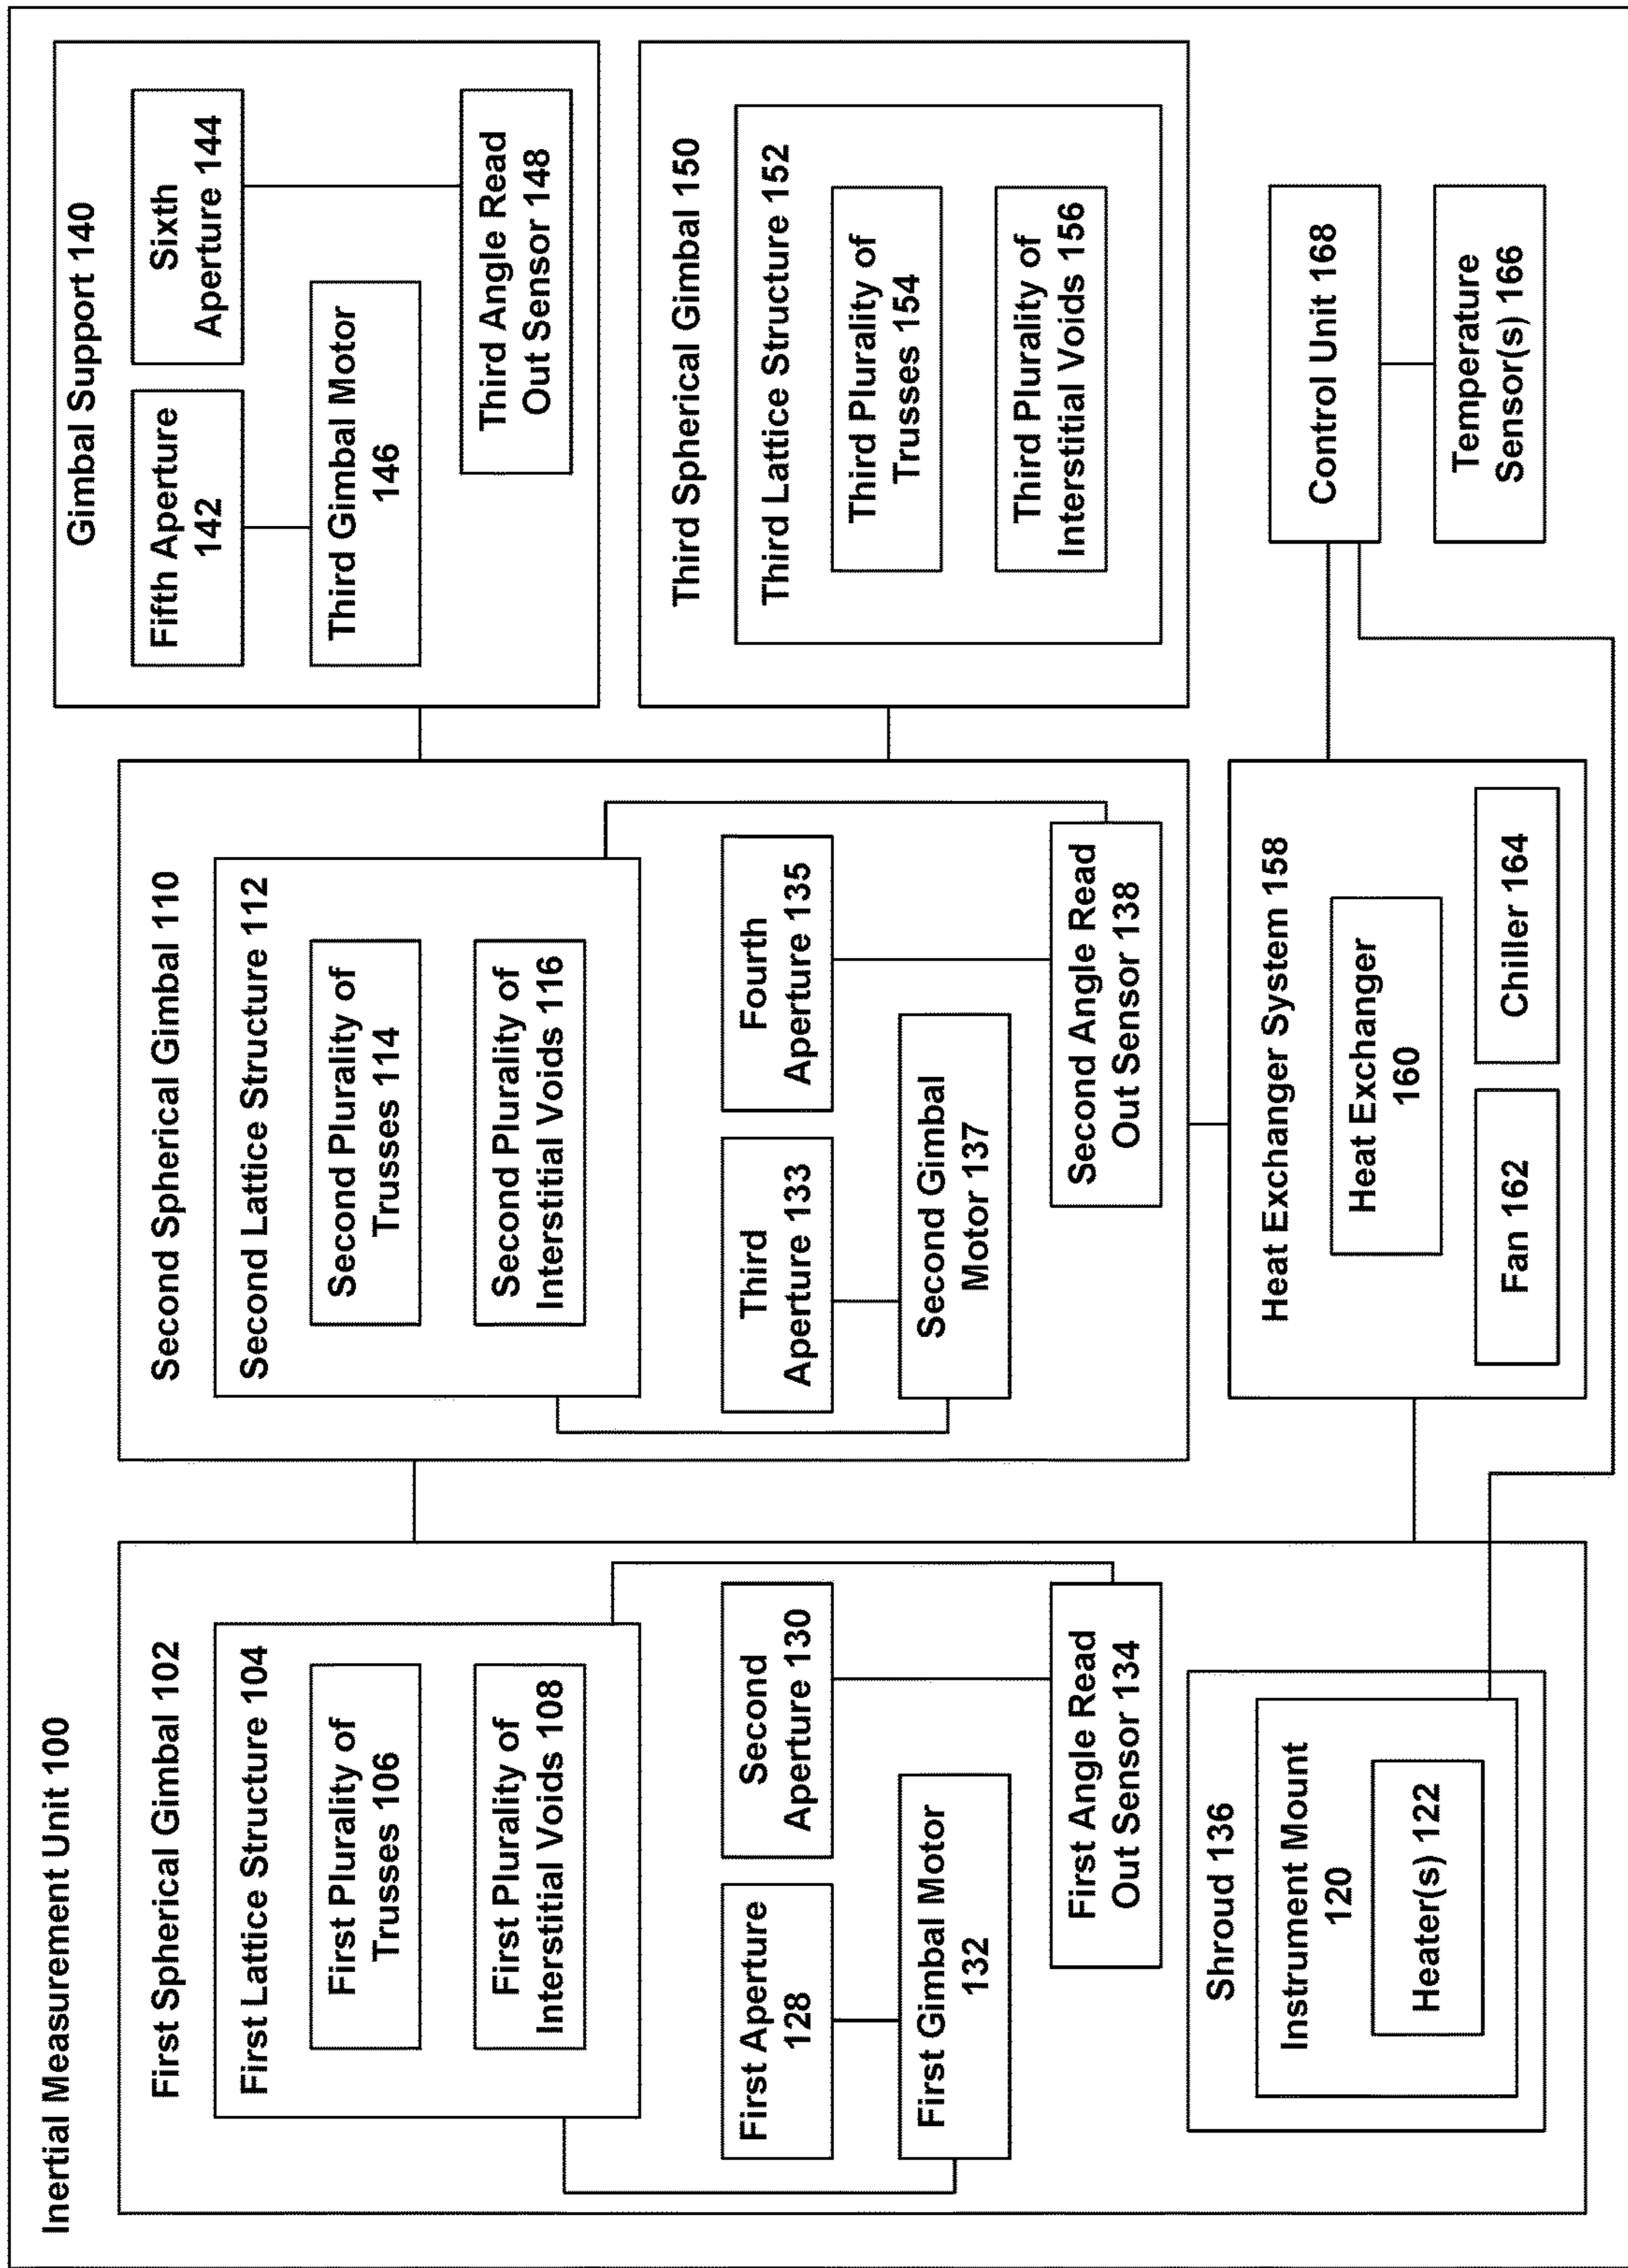 Inertial Measurement Unit 100
First Spherical Gimbal 102
First Lattice Structure 104
First Plurality of
Trusses 106
First Plurality of
Interstitial Voids 108
First Aperture
128
Second
Aperture 130
First Gimbal Motor
132
First Angle Read
Out Sensor 134
Shroud 136
Instrument Mount
120
Heater(s) 122
Second Spherical Gimbal 110
Second Lattice Structure 112
Second Plurality of
Trusses 114
Second Plurality of
Interstitial Voids 116
Third
Aperture 133
Fourth
Aperture 135
Second Gimbal
Motor 137
Second Angle Read
Out Sensor 138
Heat Exchanger System 158
Heat Exchanger
160
Fan 162
Chiller 164
Gimbal Support 140
Fifth Aperture
142
Sixth
Aperture 144
Third Gimbal Motor
146
Third Angle Read
Out Sensor 148
Third Spherical Gimbal 150
Third Lattice Structure 152
Third Plurality of
Trusses 154
Third Plurality of
Interstitial Voids 156
Control Unit 168
Temperature
Sensor(s) 166